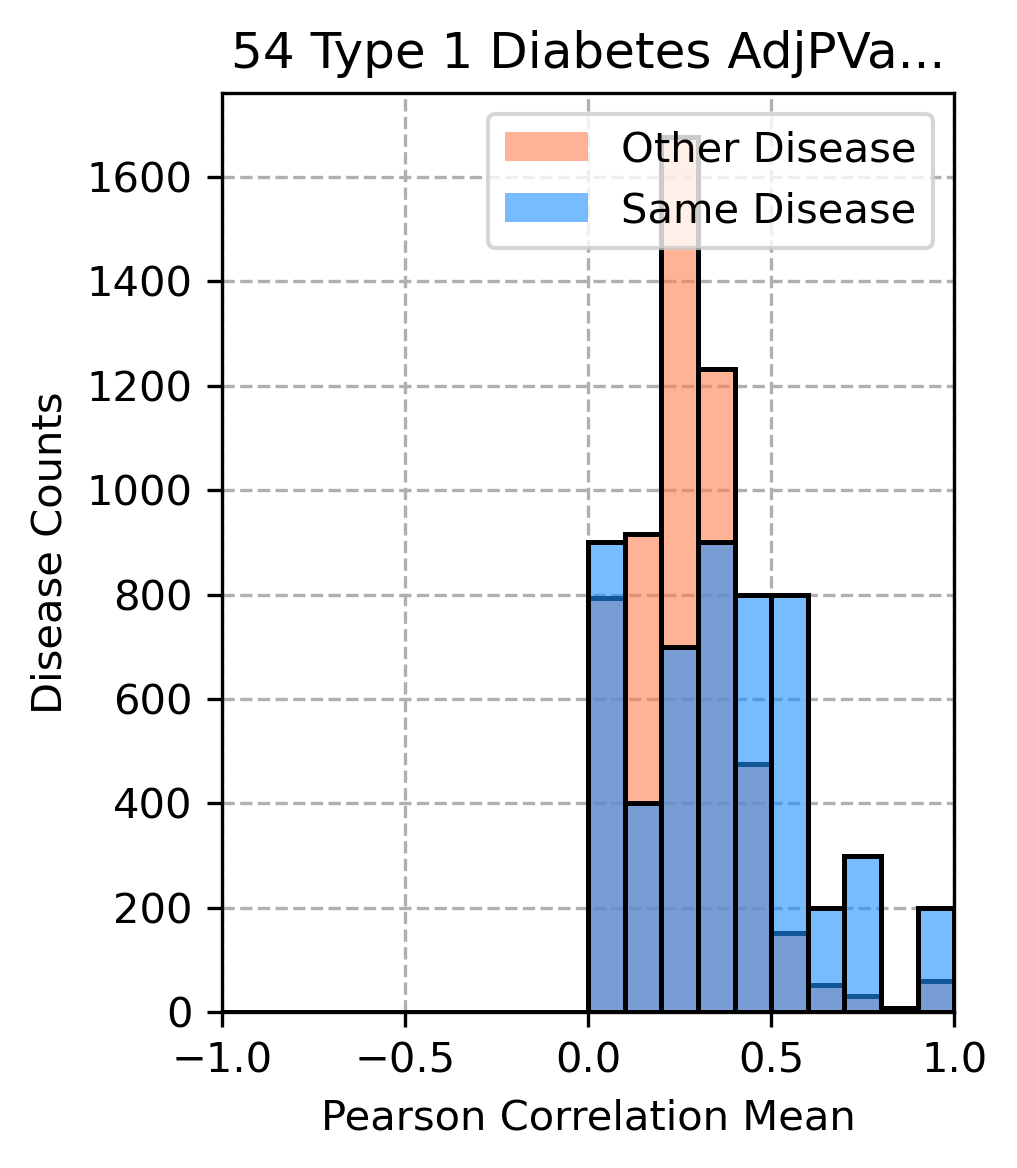 54 Type 1 Diabetes AdjPVa...
Other Disease
Same Disease
Disease Counts
1600
1400
1200
1000
800
600
400
200
0
−1.0 −0.5 0.0 0.5 1.0
Pearson Correlation Mean